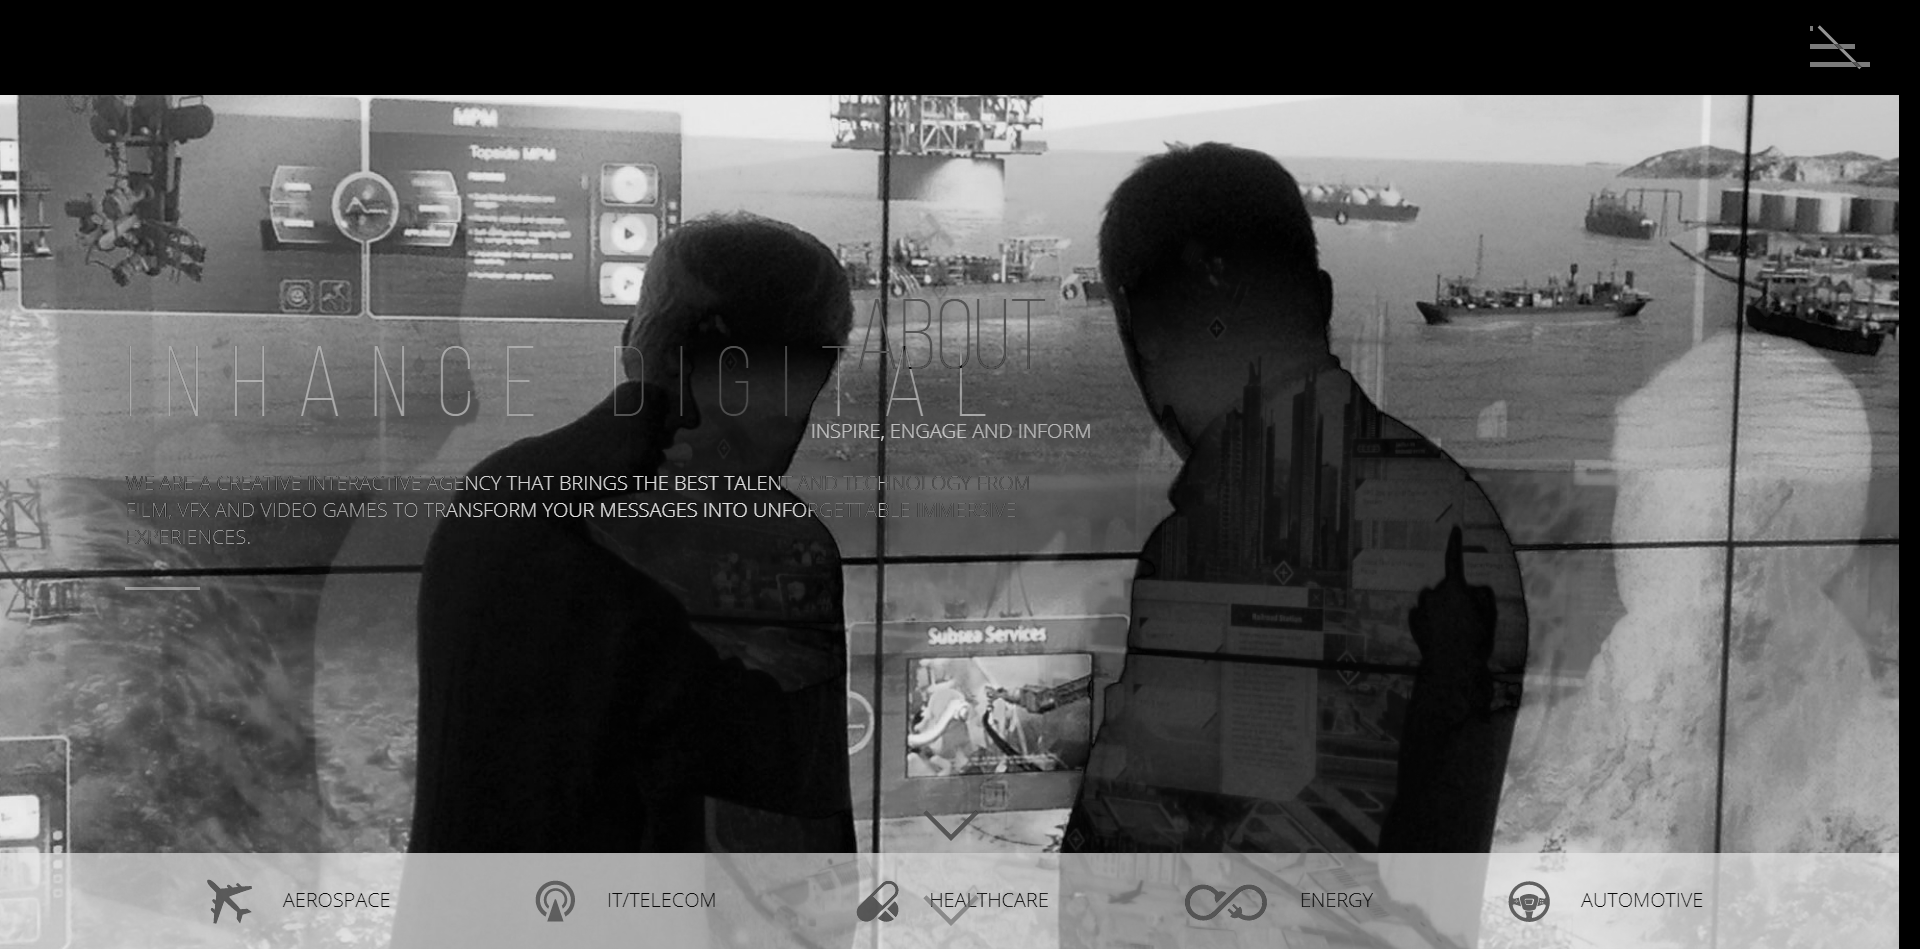 MPM
Topside MPM
ABOUT
INHANCE DIGITAL
INSPIRE, ENGAGE AND INFORM
WE ARE A CREATIVE INTERACTIVE AGENCY THAT BRINGS THE BEST TALENT AND TECHNOLOGY FROM
FILM, VFX AND VIDEO GAMES TO TRANSFORM YOUR MESSAGES INTO UNFORGETTABLE IMMERSIVE
EXPERIENCES.
Railroad Station
Subsea Services
AEROSPACE
IT/TELECOM
HEALTHCARE
ENERGY
AUTOMOTIVE